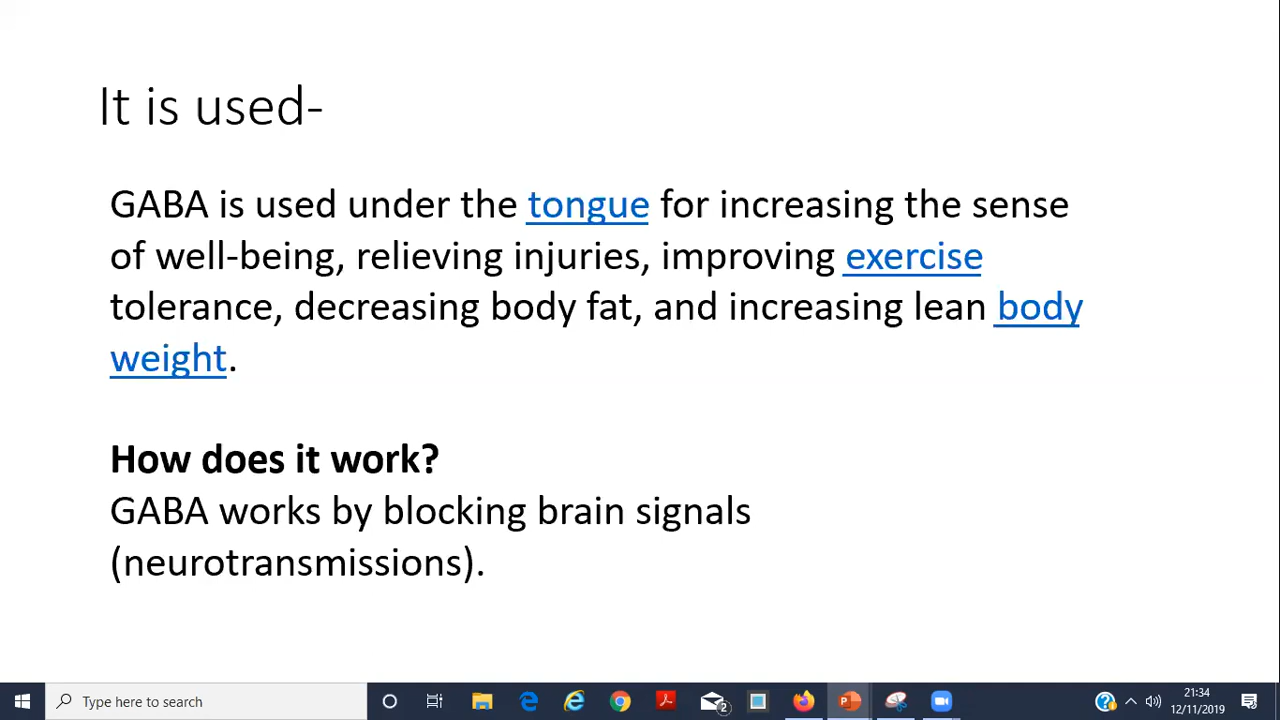 It is used-
GABA is used under the tongue for increasing the sense
of well-being, relieving injuries, improving exercise
tolerance, decreasing body fat, and increasing lean body
weight.
How does it work?
GABA works by blocking brain signals
(neurotransmissions).
Type here to search
2
21:34
12/11/2019